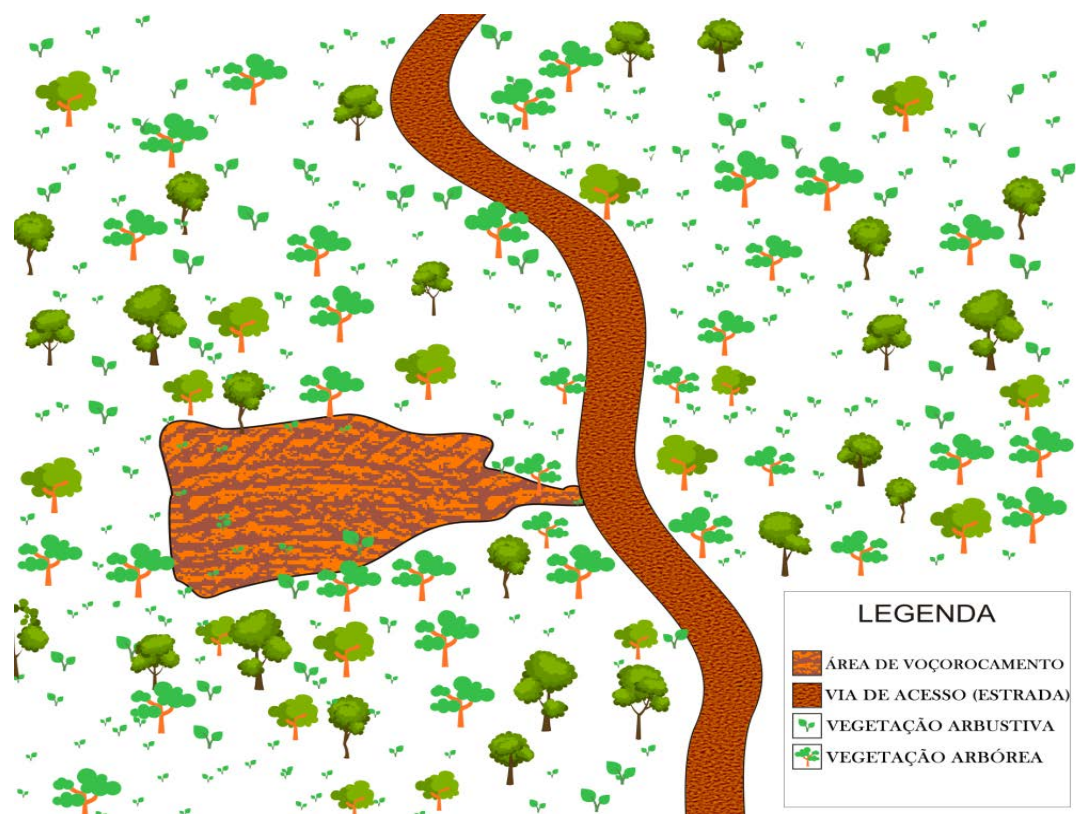 LEGENDA
ÁREA DE VOÇOROCAMENTO
VIA DE ACESSO (ESTRADA)
VEGETAÇÃO ARBUSTIVA
VEGETAÇÃO ARBÓREA